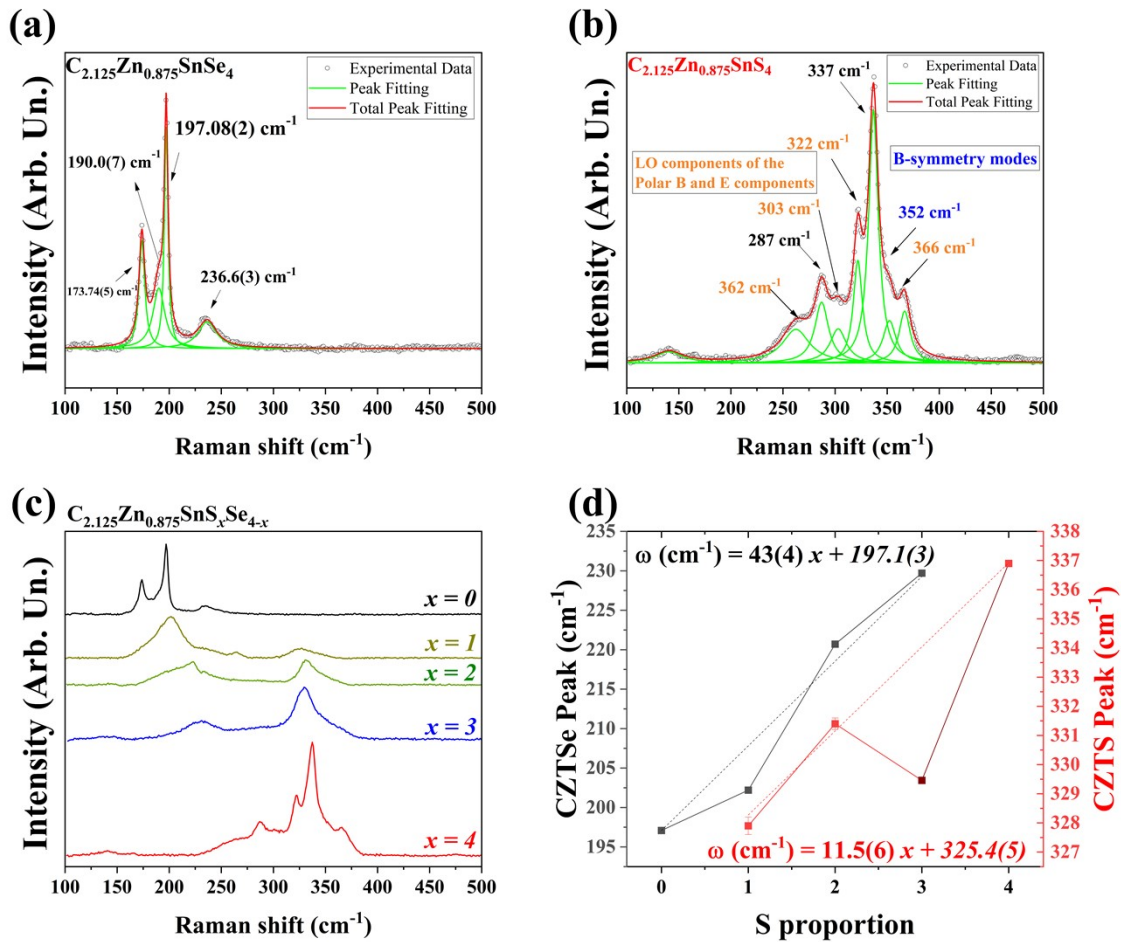 (a)
C2.125Zn0.875SnSe4
Experimental Data
Peak Fitting
Total Peak Fitting
197.08(2) cm-1
190.0(7) cm-1
173.74(5) cm-1
236.6(3) cm-1
Intensity (Arb. Un.)
100 150 200 250 300 350 400 450 500
Raman shift (cm-1)
(b)
C2.125Zn0.875SnS4
337 cm-1
Experimental Data
Peak Fitting
Total Peak Fitting
322 cm-1
B-symmetry modes
LO components of the
Polar B and E components
303 cm-1
352 cm-1
287 cm-1
366 cm-1
362 cm-1
Intensity (Arb. Un.)
100 150 200 250 300 350 400 450 500
Raman shift (cm-1)
(c)
C2.125Zn0.875SnSxSe4-x
x = 0
x = 1
x = 2
x = 3
x = 4
Intensity (Arb. Un.)
100 150 200 250 300 350 400 450 500
Raman shift (cm-1)
(d)
ω (cm-1) = 43(4) x + 197.1(3)
ω (cm-1) = 11.5(6) x + 325.4(5)
CZTSe Peak (cm-1)
235
230
225
220
215
210
205
200
195
CZTS Peak (cm-1)
338
337
336
335
334
333
332
331
330
329
328
327
0 1 2 3 4
S proportion